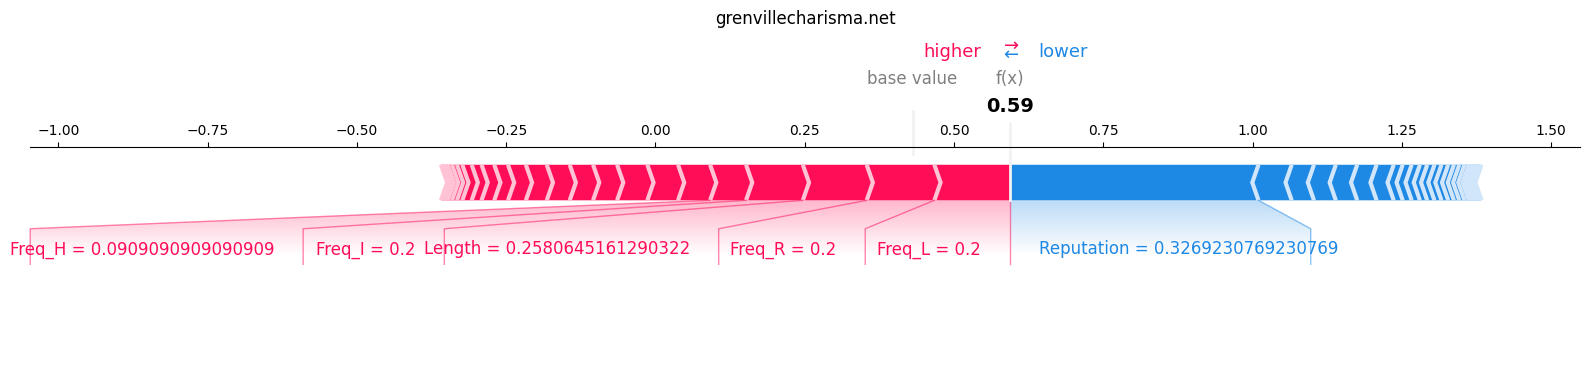 grenvillecharisma.net
higher ⇄ lower
base value f(x)
0.59
−1.00 −0.75 −0.50 −0.25 0.00 0.25 0.50 0.75 1.00 1.25 1.50
Freq_H = 0.0909090909090909 Freq_I = 0.2 Length = 0.2580645161290322 Freq_R = 0.2 Freq_L = 0.2 Reputation = 0.3269230769230769